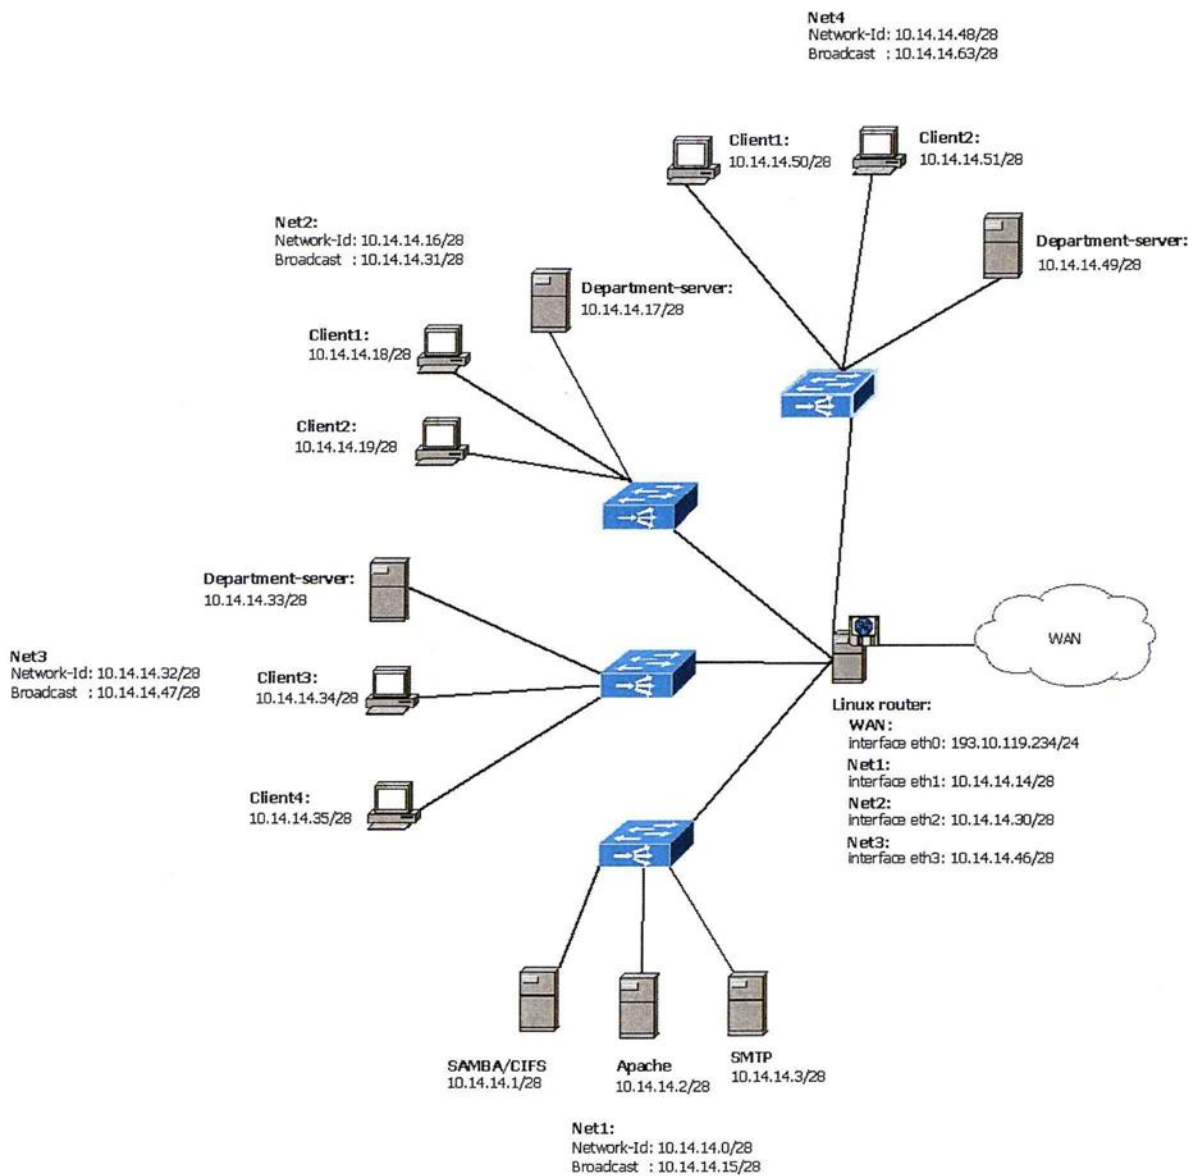 Net4
Network-Id: 10.14.14.48/28
Broadcast : 10.14.14.63/28
Client1:
10.14.14.50/28
Client2:
10.14.14.51/28
Department-server:
10.14.14.49/28
Net2:
Network-Id: 10.14.14.16/28
Broadcast : 10.14.14.31/28
Department-server:
10.14.14.17/28
Client1:
10.14.14.18/28
Client2:
10.14.14.19/28
Department-server:
10.14.14.33/28
Net3
Network-Id: 10.14.14.32/28
Broadcast : 10.14.14.47/28
Client3:
10.14.14.34/28
Client4:
10.14.14.35/28
WAN
Linux router:
WAN:
interface eth0: 193.10.119.234/24
Net1:
interface eth1: 10.14.14.14/28
Net2:
interface eth2: 10.14.14.30/28
Net3:
interface eth3: 10.14.14.46/28
SAMBA/CIFS
10.14.14.1/28
Apache
10.14.14.2/28
SMTP
10.14.14.3/28
Net1:
Network-Id: 10.14.14.0/28
Broadcast : 10.14.14.15/28